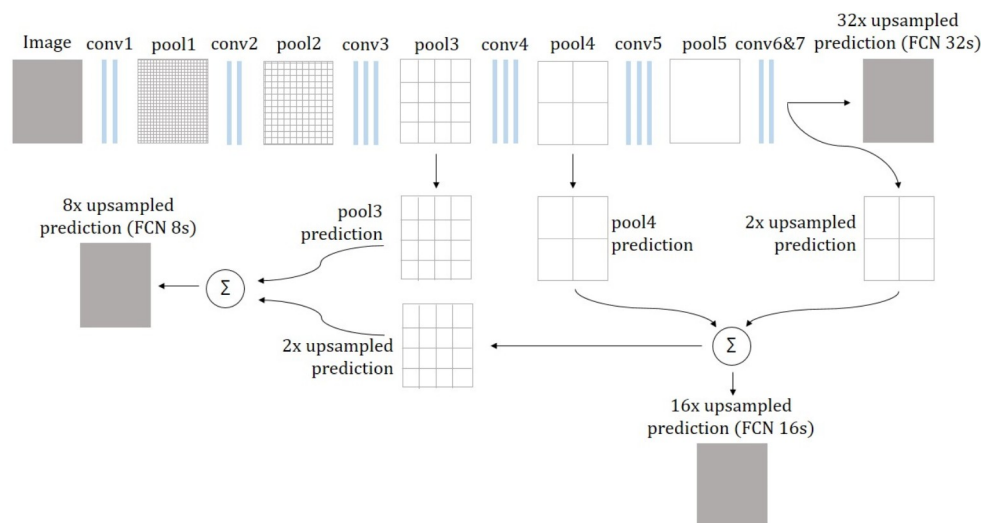 Image
conv1
pool1
conv2
pool2
conv3
pool3
conv4
pool4
conv5
pool5
conv6&7
32x upsampled
prediction (FCN 32s)
8x upsampled
prediction (FCN 8s)
pool3
prediction
pool4
prediction
2x upsampled
prediction
Σ
Σ
2x upsampled
prediction
16x upsampled
prediction (FCN 16s)